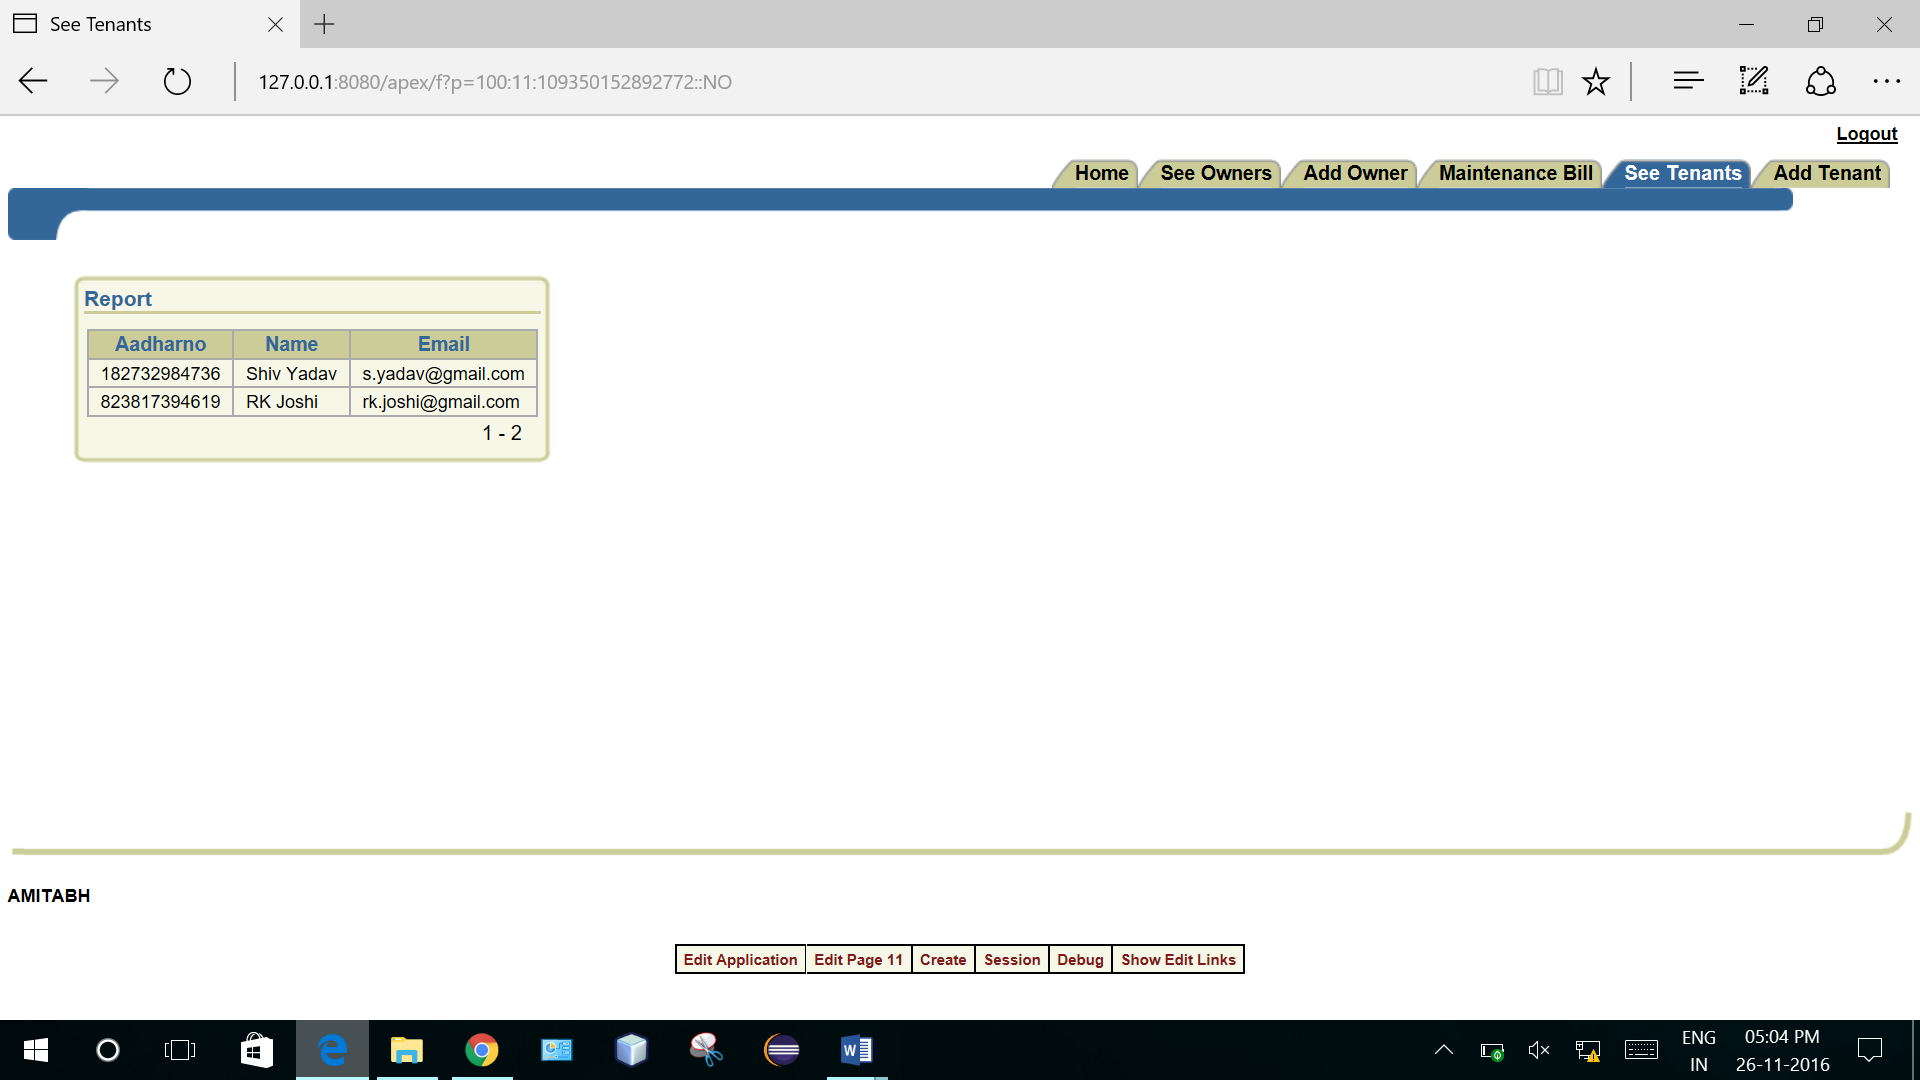 See Tenants
127.0.0.1:8080/apex/f?p=100:11:109350152892772::NO
Logout
Home See Owners Add Owner Maintenance Bill See Tenants Add Tenant
Report
Aadharno Name Email
182732984736 Shiv Yadav s.yadav@gmail.com
823817394619 RK Joshi rk.joshi@gmail.com
1 - 2
AMITABH
Edit Application Edit Page 11 Create Session Debug Show Edit Links
ENG 05:04 PM
IN 26-11-2016